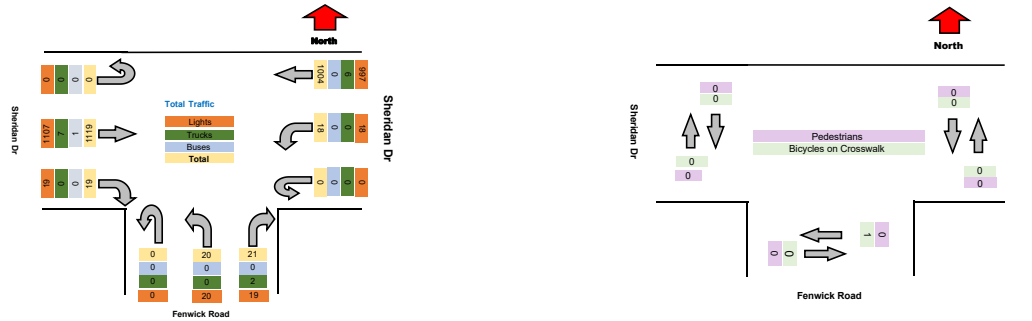 North
0 0 0 0
1004 0 6 997
Sheridan Dr
1107 7 1 1119
Total Traffic
Lights
Trucks
Buses
Total
18 0 0 18
Sheridan Dr
19 0 0 19
0 0 0 0
0 20 21
0 0 0
0 0 2
0 20 19
Fenwick Road
North
0
0
0
0
Sheridan Dr
Pedestrians
Bicycles on Crosswalk
Sheridan Dr
0
0
0
0
1 0
0 0
Fenwick Road